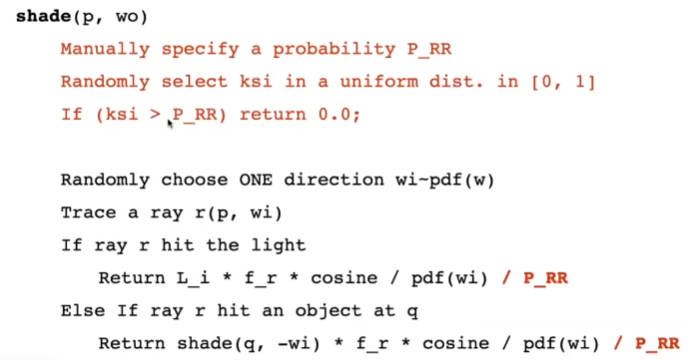 shade(p, wo)
Manually specify a probability P_RR
Randomly select ksi in a uniform dist. in [0, 1]
If (ksi > P_RR) return 0.0;
Randomly choose ONE direction wi~pdf(w)
Trace a ray r(p, wi)
If ray r hit the light
Return L_i * f_r * cosine / pdf(wi) / P_RR
Else If ray r hit an object at q
Return shade(q, -wi) * f_r * cosine / pdf(wi) / P_RR